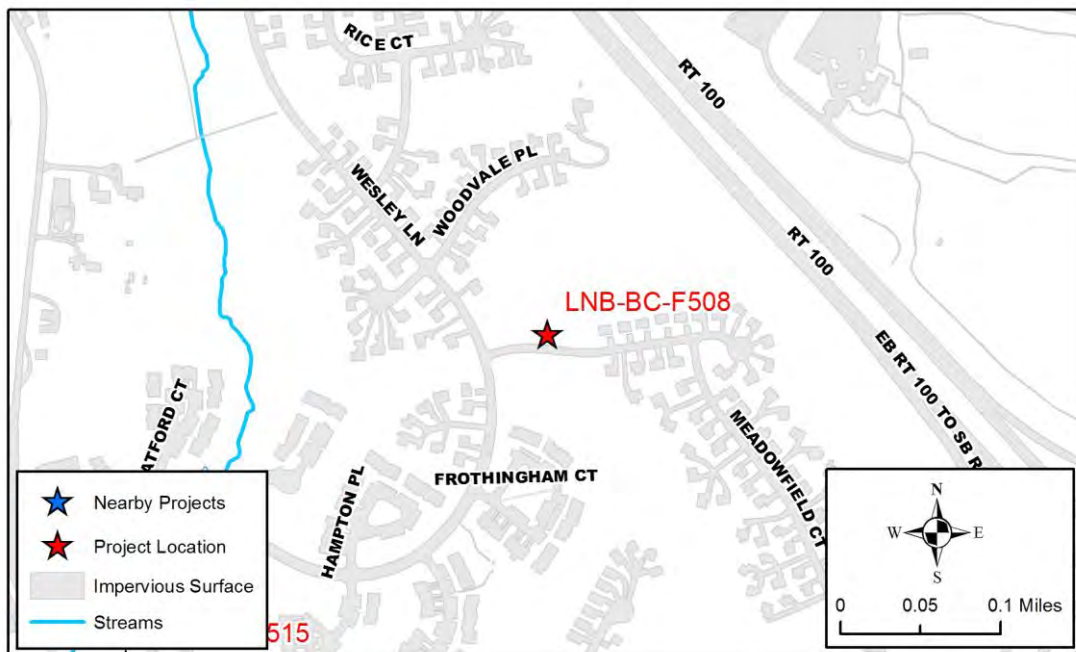 RICE CT
RT 100
WESLEY LN
WOODVALE PL
RT 100
LNB-BC-F508
EB RT 100 TO SB R
ATFORD CT
MEADOWFIELD CT
FROTHINGHAM CT
HAMPTON PL
Nearby Projects
Project Location
Impervious Surface
Streams
515
N
W E
S
0 0.05 0.1 Miles